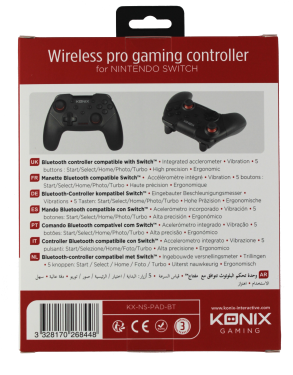 Wireless pro gaming controller
for NINTENDO SWITCH
KONIX
UK Bluetooth-Controller compatible with Switch™ • Integrated accelerometer • Vibration • 5
buttons : Start/Select/Home/Photo/Turbo • High precision • Ergonomic
FR Manette Bluetooth compatible Switch™ • Accéléromètre intégré • Vibration • 5 boutons :
Start/Select/Home/Photo/Turbo • Haute précision • Ergonomique
DE Bluetooth-Controller kompatibel Switch™ • Eingebauter Beschleunigungsmesser •
Vibrations • 5 Tasten: Start/Select/Home/Photo/Turbo • Hohe Präzision • Ergonomische
ES Mando Bluetooth compatible con Switch™ • Acelerómetro incorporado • Vibración • 5
botones: Start/Select/Home/Photo/Turbo • Alta precisión • Ergonómico
PT Comando Bluetooth compatível com Switch™ • Acelerómetro integrado • Vibração • 5
botões: Start/Select/Home/Photo/Turbo • Alta precisão • Ergonómico
IT Controller Bluetooth compatibile con Switch™ • Accelerometro integrato • Vibrazione • 5
pulsanti: Start/Selezione/Home/Foto/Turbo • Alta precisione • Ergonomico
NL Bluetooth-controller compatibel met Switch™ • Ingebouwde versnellingsmeter • Trillingen
• 5 knoppen: Start / Select / Home / Foto / Turbo • Uiterst nauwkeurig • Ergonomisch
AR
KX-NS-PAD-BT
3 328170 268448
CE
3
www.konix-interactive.com
KONIX
GAMING